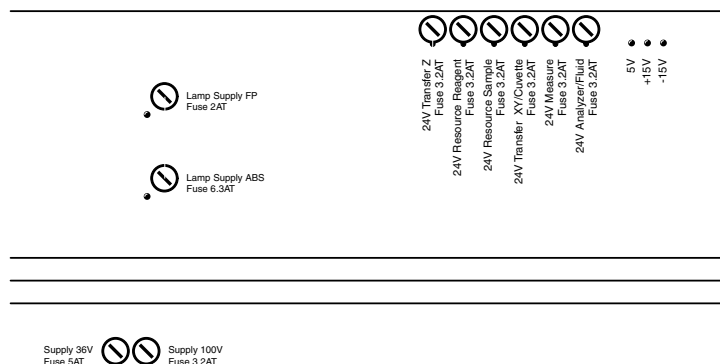 24V Transfer Z
Fuse 3.2AT
24V Resource Reagent
Fuse 3.2AT
24V Resource Sample
Fuse 3.2AT
24V Transfer XY/Cuvette
Fuse 3.2AT
24V Measure
Fuse 3.2AT
24V Analyzer/Fluid
Fuse 3.2AT
5V
+15V
-15V
Lamp Supply FP
Fuse 2AT
Lamp Supply ABS
Fuse 6.3AT
Supply 36V
Fuse 5AT
Supply 100V
Fuse 3.2AT